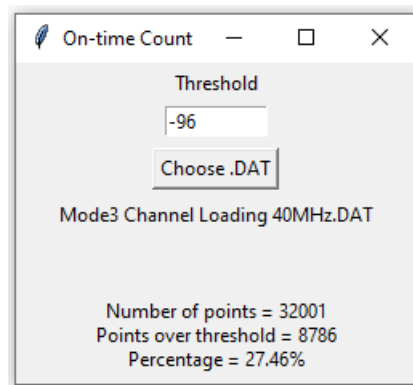 On-time Count
Threshold
-96
Choose .DAT
Mode3 Channel Loading 40MHz.DAT
Number of points = 32001
Points over threshold = 8786
Percentage = 27.46%